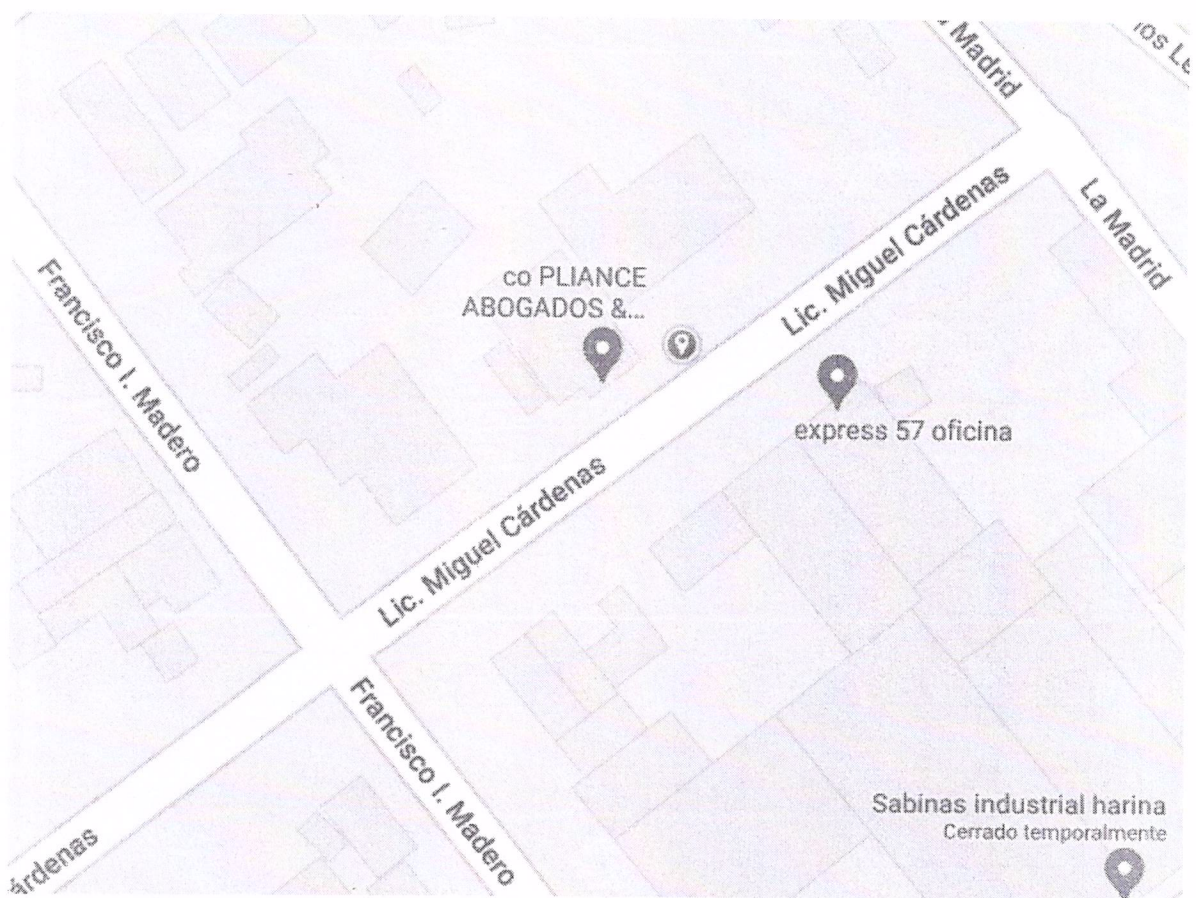 Madrid
los Le
La Madrid
Lic. Miguel Cárdenas
co PLIANCE
ABOGADOS &...
Francisco I. Madero
express 57 oficina
Lic. Miguel Cárdenas
Francisco I. Madero
Sabinas industrial harina
Cerrado temporalmente
árdenas